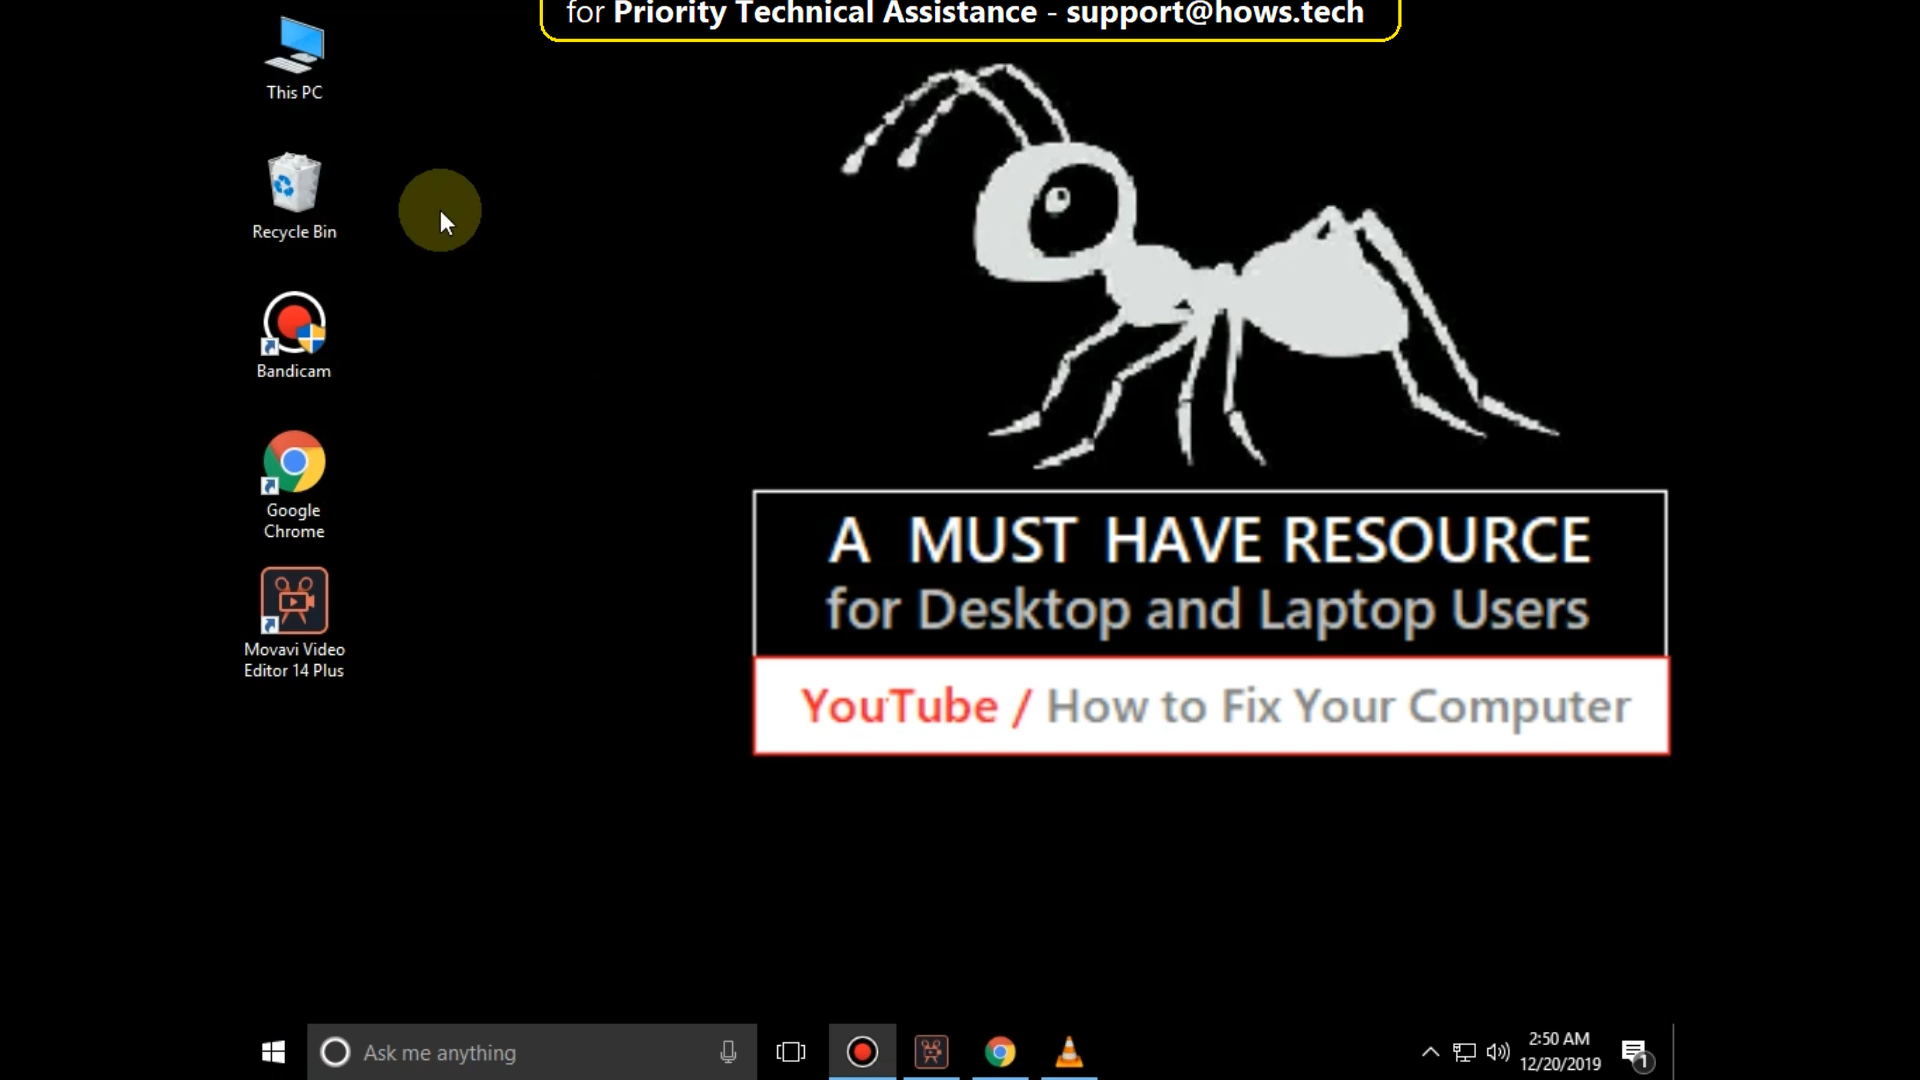 for Priority Technical Assistance - support@hows.tech
This PC
Recycle Bin
Bandicam
Google
Chrome
Movavi Video
Editor 14 Plus
A MUST HAVE RESOURCE
for Desktop and Laptop Users
YouTube / How to Fix Your Computer
Ask me anything
2:50 AM
12/20/2019
1